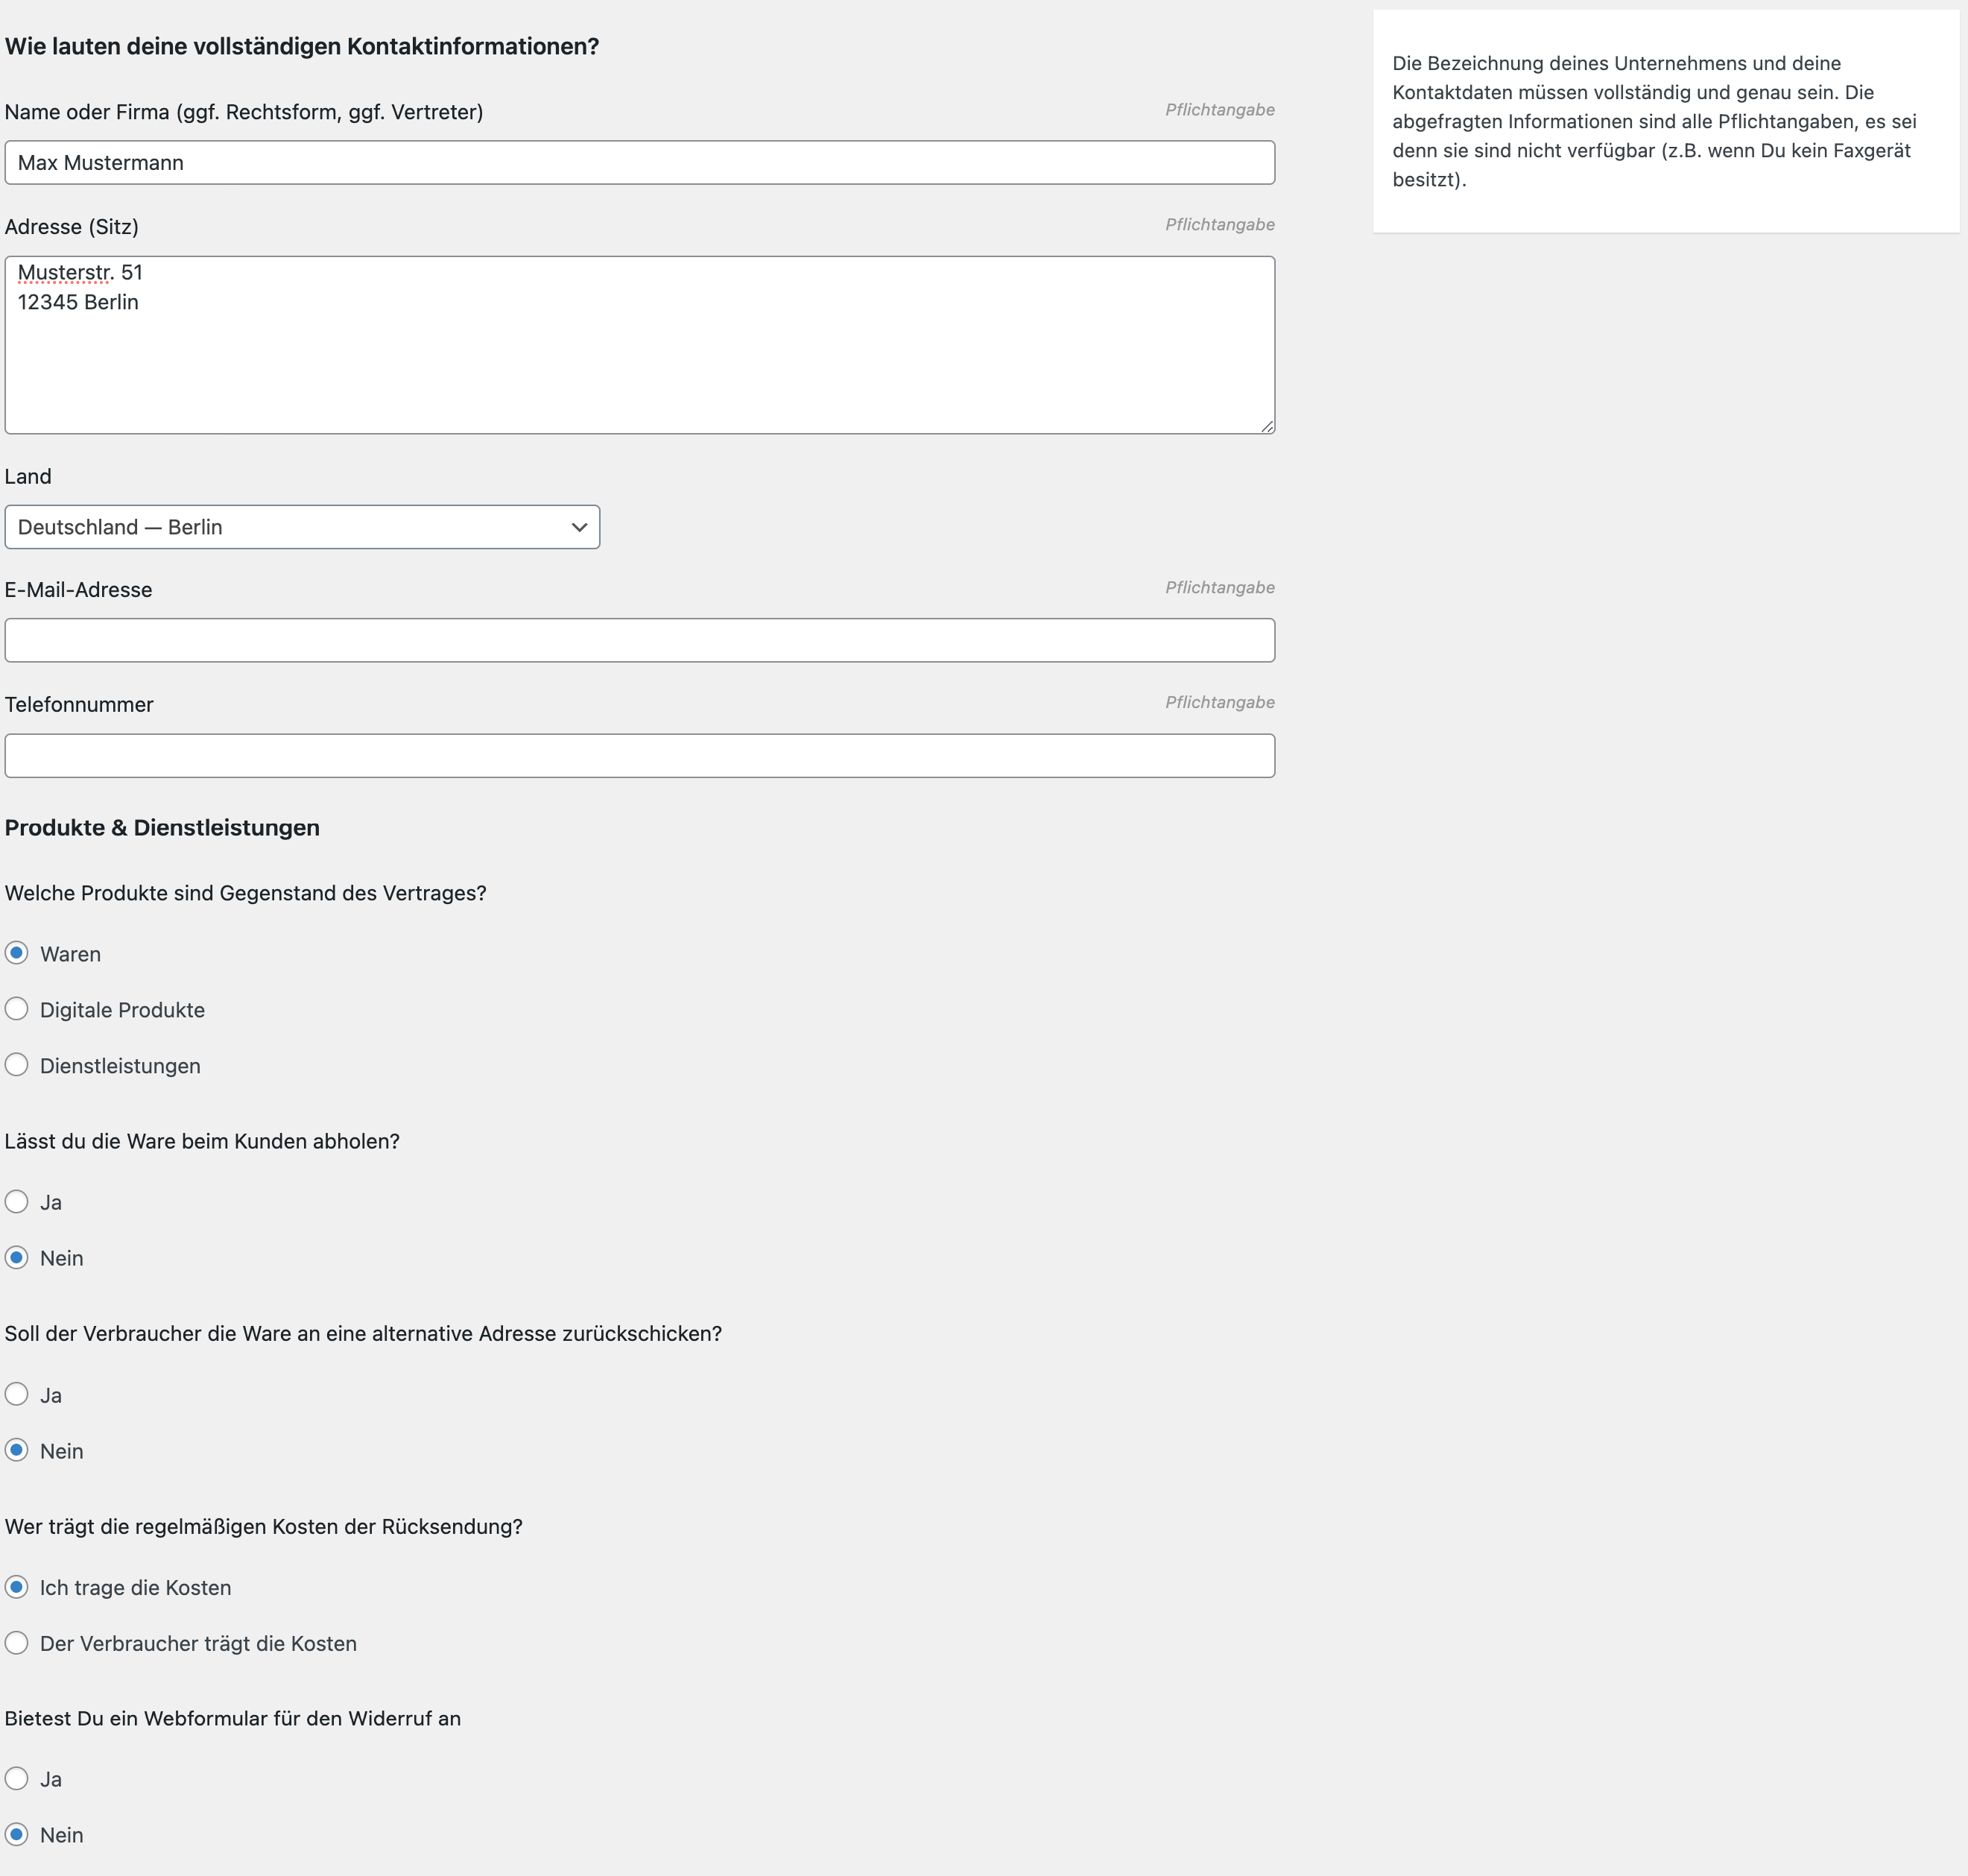 Wie lauten deine vollständigen Kontaktinformationen?
Name oder Firma (ggf. Rechtsform, ggf. Vertreter)
Pflichtangabe
Max Mustermann
Adresse (Sitz)
Pflichtangabe
Musterstr. 51
12345 Berlin
Land
Deutschland — Berlin
E-Mail-Adresse
Pflichtangabe
Telefonnummer
Pflichtangabe
Produkte & Dienstleistungen
Welche Produkte sind Gegenstand des Vertrages?
Waren
Digitale Produkte
Dienstleistungen
Lässt du die Ware beim Kunden abholen?
Ja
Nein
Soll der Verbraucher die Ware an eine alternative Adresse zurückschicken?
Ja
Nein
Wer trägt die regelmäßigen Kosten der Rücksendung?
Ich trage die Kosten
Der Verbraucher trägt die Kosten
Bietest Du ein Webformular für den Widerruf an
Ja
Nein
Die Bezeichnung deines Unternehmens und deine
Kontaktdaten müssen vollständig und genau sein. Die
abgefragten Informationen sind alle Pflichtangaben, es sei
denn sie sind nicht verfügbar (z.B. wenn Du kein Faxgerät
besitzt).